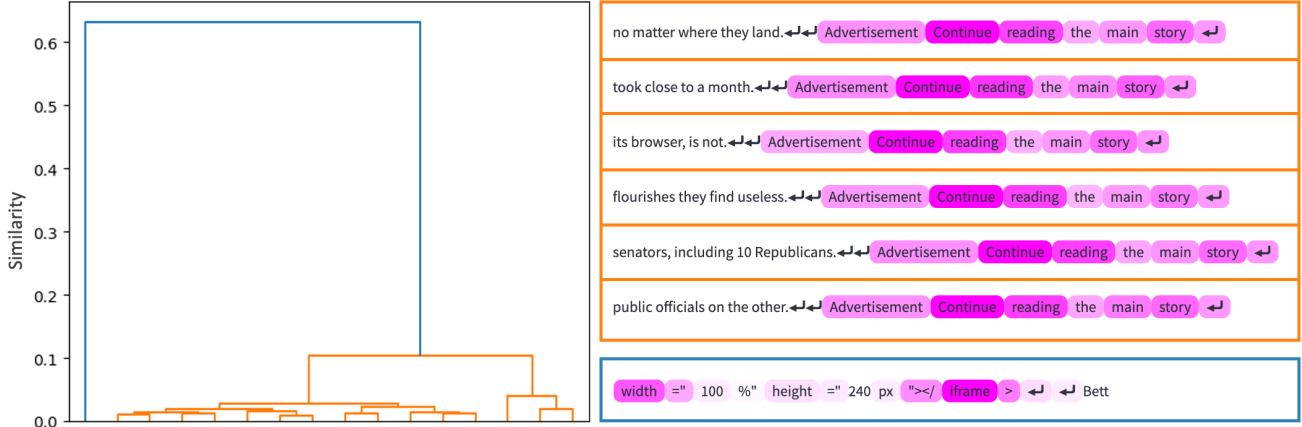 0.6
0.5
0.4
0.3
0.2
0.1
0.0
Similarity
no matter where they land.↵↵Advertisement Continue reading the main story ↵
took close to a month.↵↵Advertisement Continue reading the main story ↵
its browser, is not.↵↵Advertisement Continue reading the main story ↵
flourishes they find useless.↵↵Advertisement Continue reading the main story ↵
senators, including 10 Republicans.↵↵Advertisement Continue reading the main story ↵
public officials on the other.↵↵Advertisement Continue reading the main story ↵
width =" 100 %" height =" 240 px "></ iframe > ↵ ↵ Bett